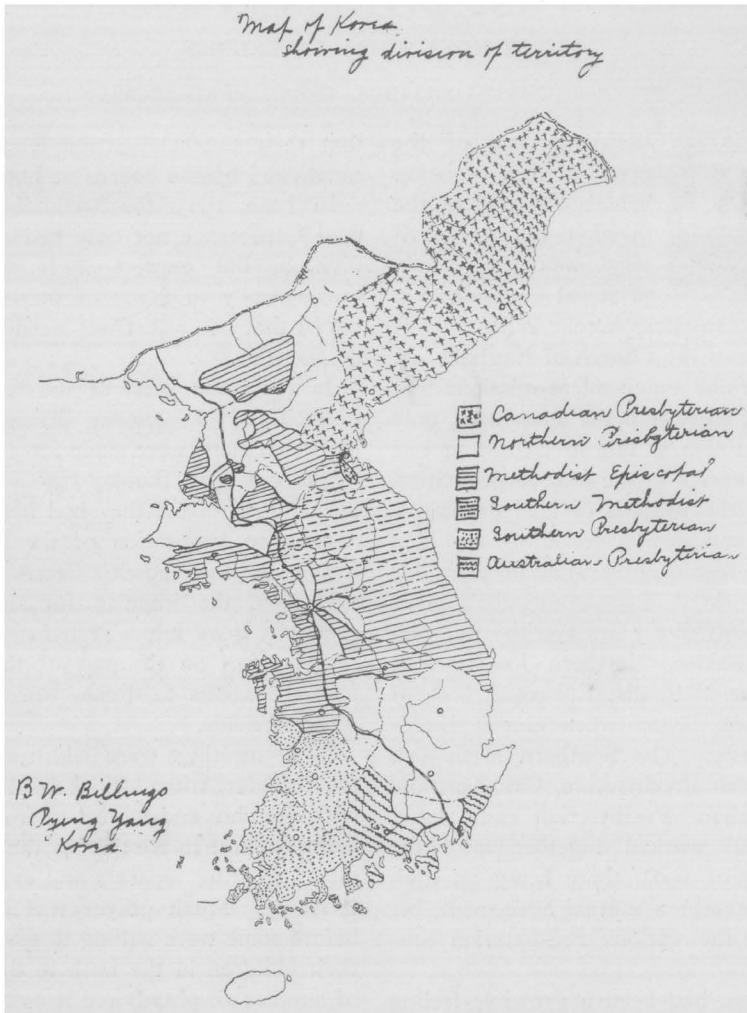 Map of Korea
showing division of territory
Canadian Presbyterian
Northern Presbyterian
Methodist Episcopal
Southern Methodist
Southern Presbyterian
Australian Presbyterian
B. W. Billings
Pyeng Yang
Korea